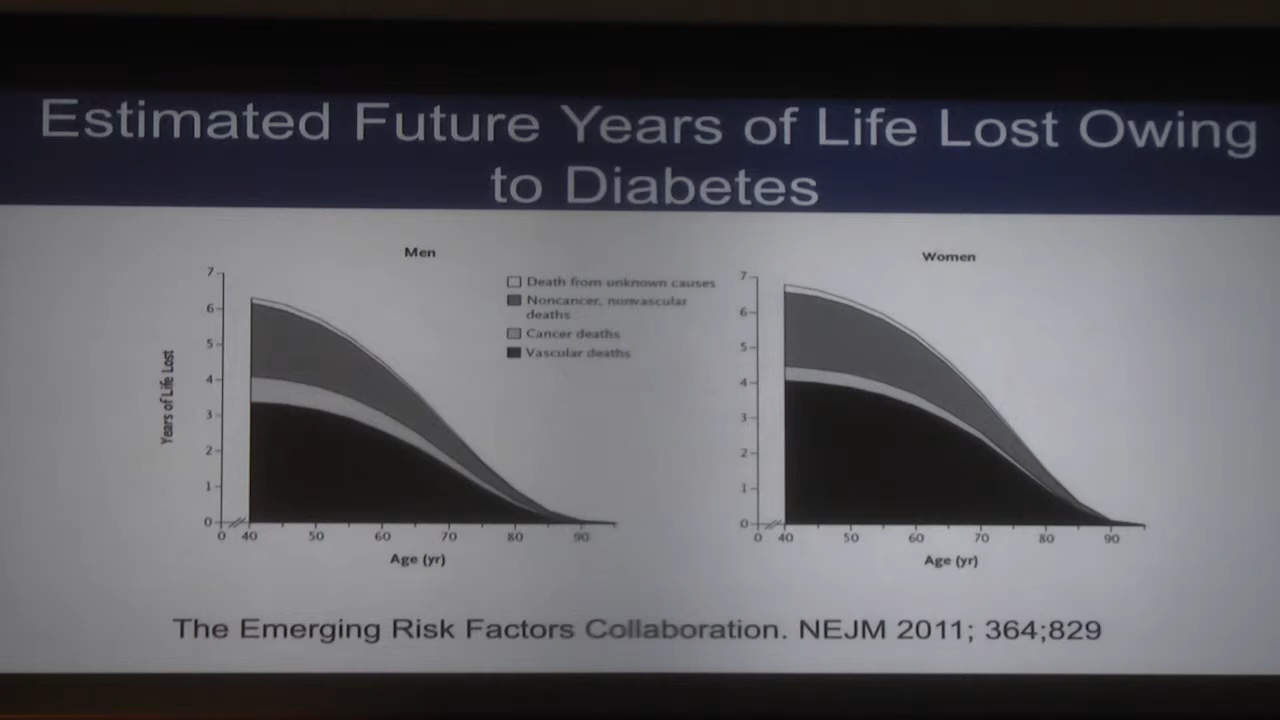 Estimated Future Years of Life Lost Owing
to Diabetes
Men
Death from unknown causes
Noncancer, nonvascular
deaths
Cancer deaths
Vascular deaths
Years of Life Lost
7
6
5
4
3
2
1
0
0 40 50 60 70 80 90
Age (yr)
Women
7
6
5
4
3
2
1
0
0 40 50 60 70 80 90
Age (yr)
The Emerging Risk Factors Collaboration. NEJM 2011; 364;829